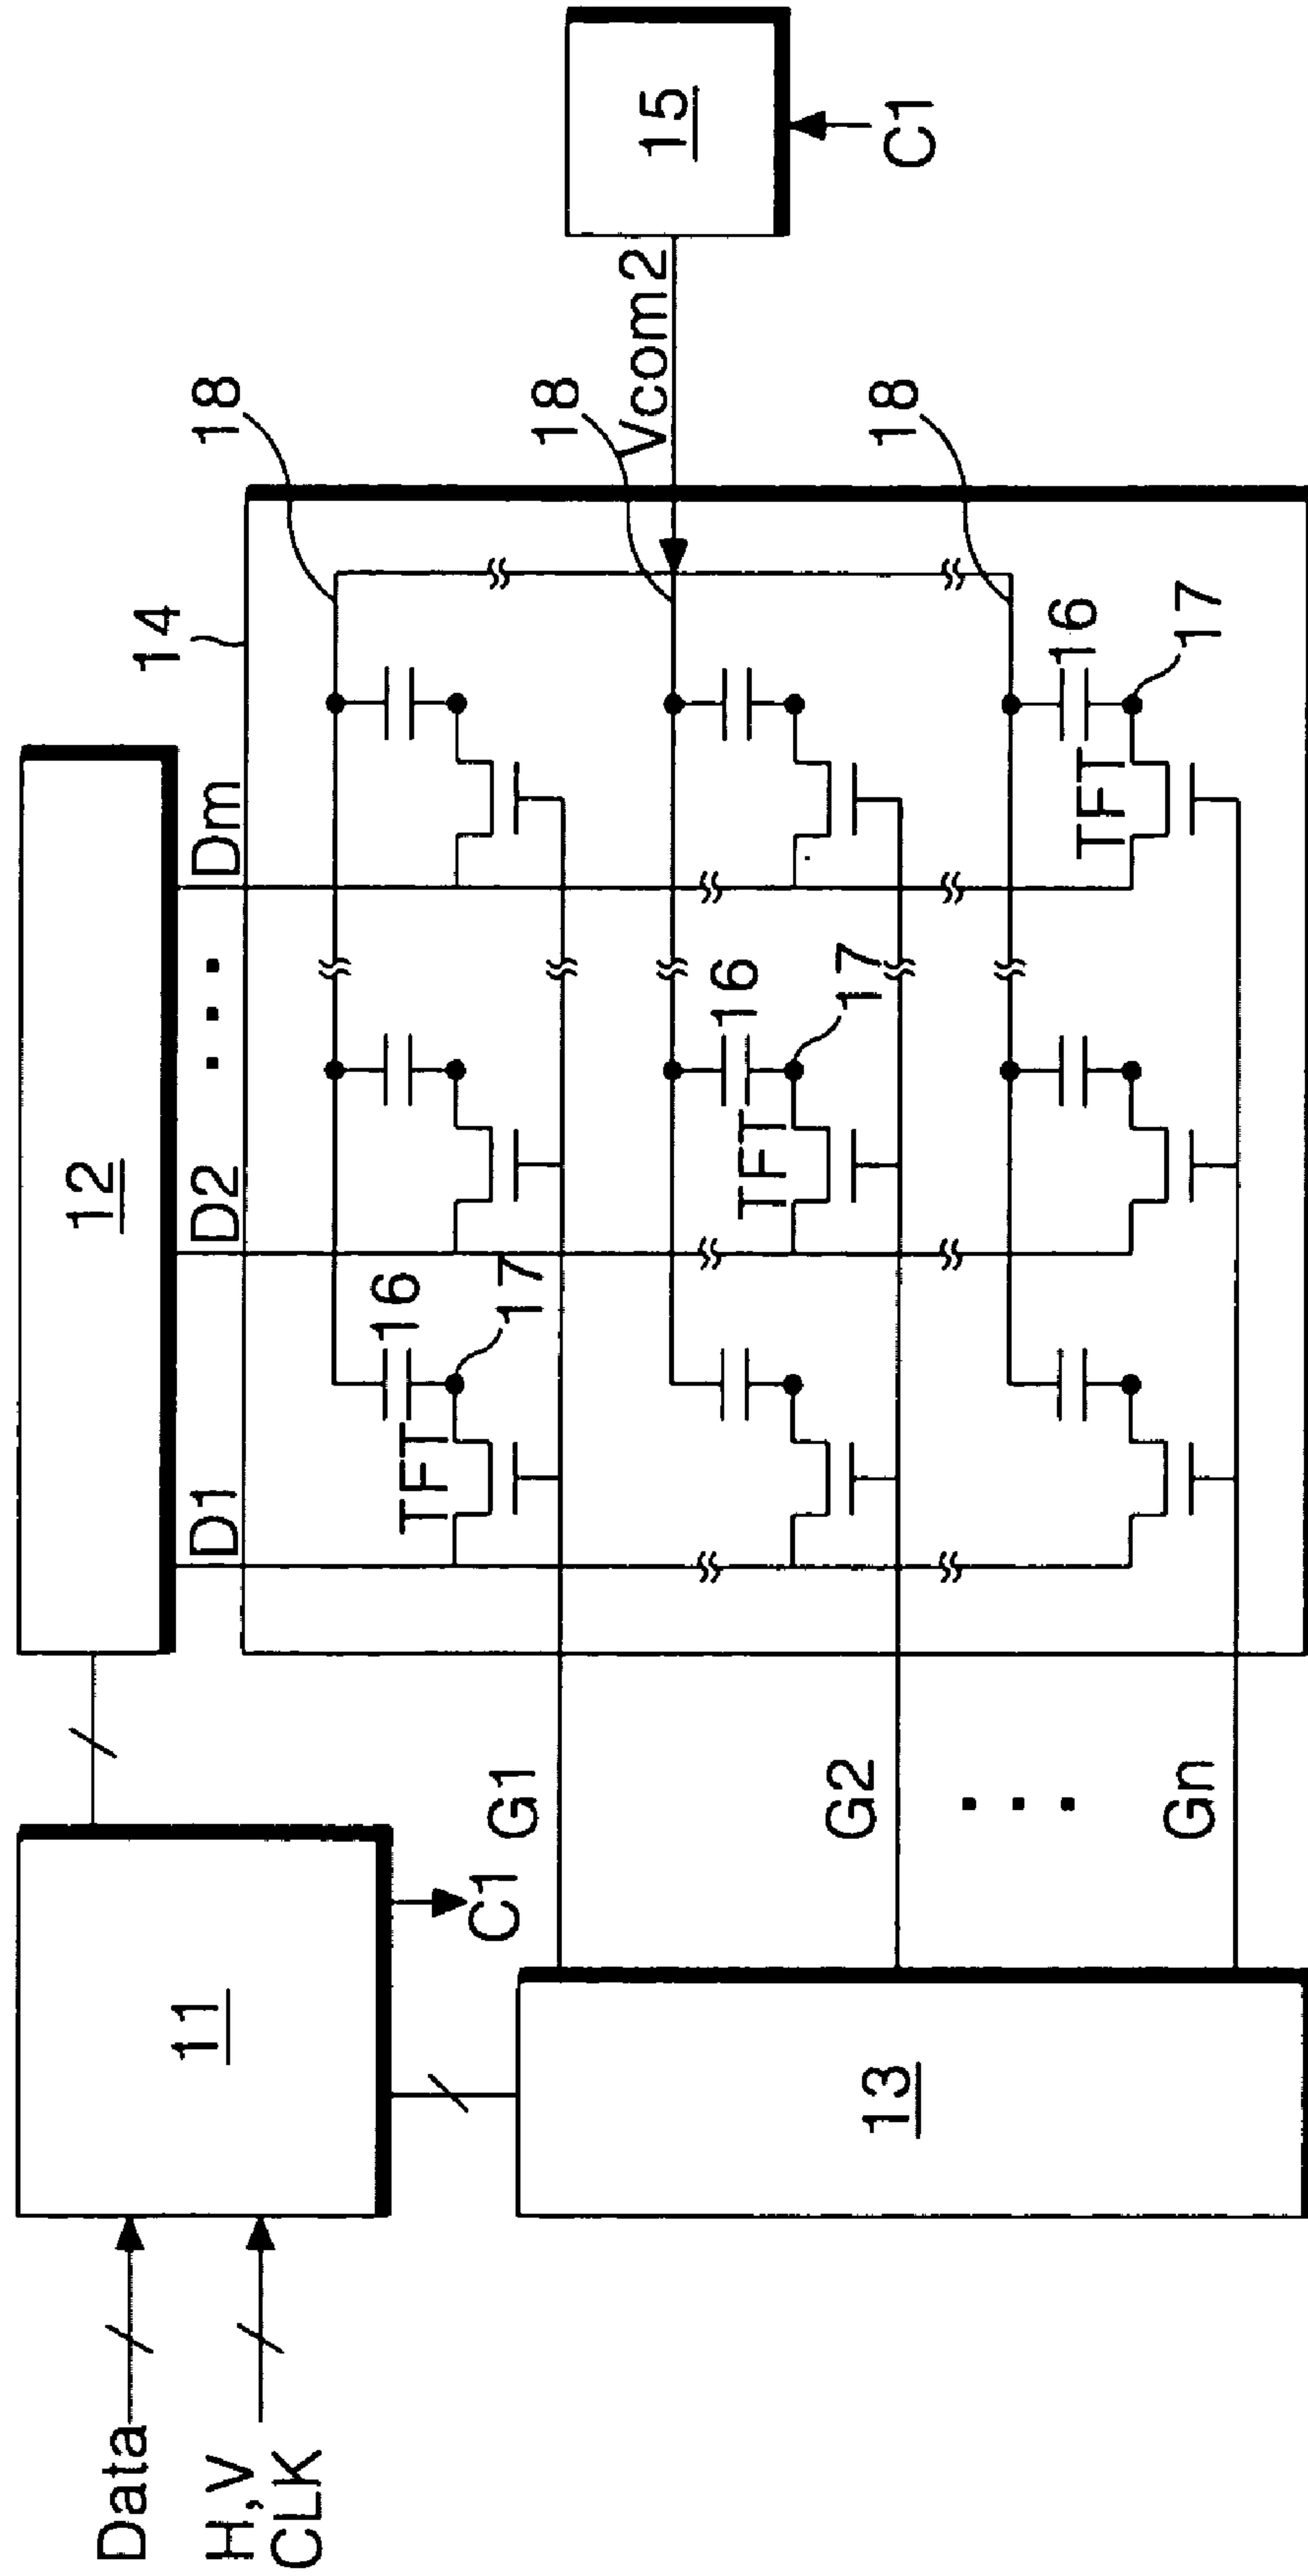 Data
H,V
CLK
11
C1
12
13
G1
G2
Gn
D1
D2
Dm
14
TFT
16
17
TFT
16
17
TFT
16
17
18
18
18
Vcom2
15
C1